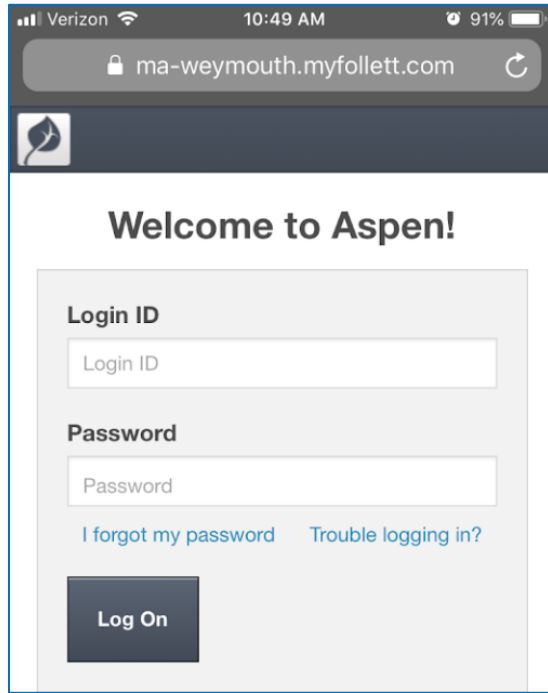 Verizon 10:49 AM 91%
ma-weymouth.myfollett.com
Welcome to Aspen!
Login ID
Login ID
Password
Password
I forgot my password Trouble logging in?
Log On